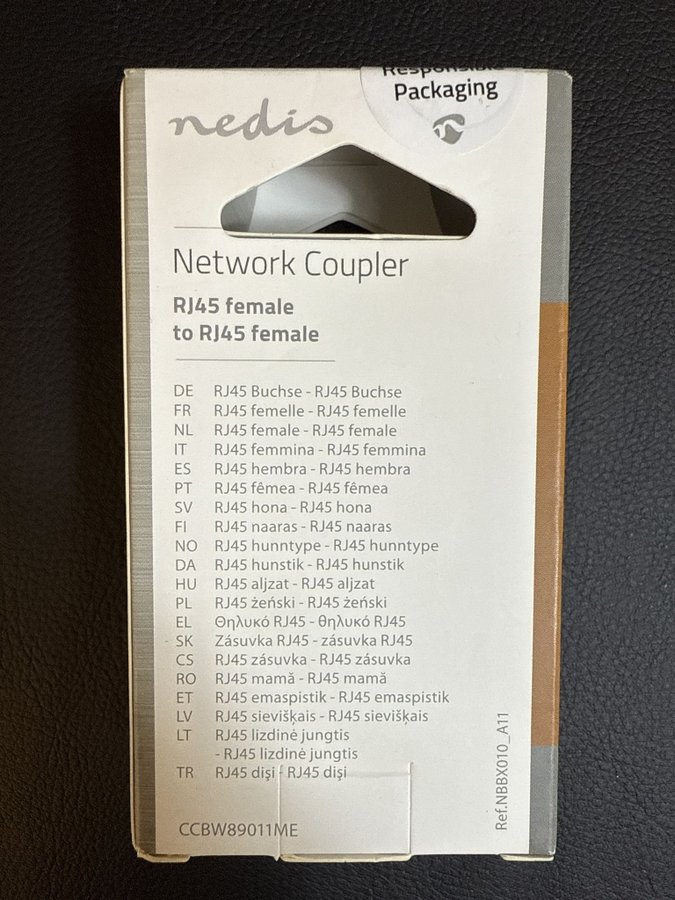 Responsible
Packaging
nedis
Network Coupler
RJ45 female
to RJ45 female
DE RJ45 Buchse - RJ45 Buchse
FR RJ45 femelle - RJ45 femelle
NL RJ45 female - RJ45 female
IT RJ45 femmina - RJ45 femmina
ES RJ45 hembra - RJ45 hembra
PT RJ45 fêmea - RJ45 fêmea
SV RJ45 hona - RJ45 hona
FI RJ45 naaras - RJ45 naaras
NO RJ45 hunntype - RJ45 hunntype
DA RJ45 hunstik - RJ45 hunstik
HU RJ45 aljzat - RJ45 aljzat
PL RJ45 żeński - RJ45 żeński
EL Θηλυκό RJ45 - θηλυκό RJ45
SK Zásuvka RJ45 - zásuvka RJ45
CS RJ45 zásuvka - RJ45 zásuvka
RO RJ45 mamă - RJ45 mamă
ET RJ45 emaspistik - RJ45 emaspistik
LV RJ45 sievišķais - RJ45 sievišķais
LT RJ45 lizdinė jungtis
- RJ45 lizdinė jungtis
TR RJ45 dişi - RJ45 dişi
CCBW89011ME
Ref.NBBX010_A11